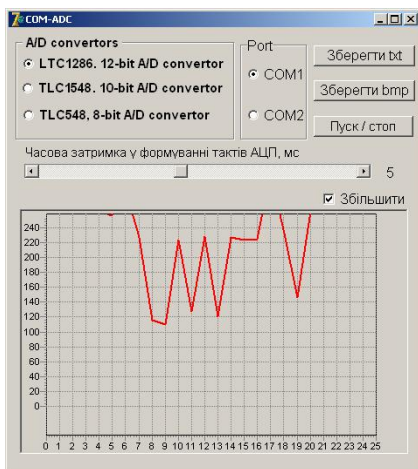 COM-ADC
A/D convertors
LTC1286. 12-bit A/D convertor
TLC1548. 10-bit A/D convertor
TLC548, 8-bit A/D convertor
Port
COM1
COM2
Зберегти txt
Зберегти bmp
Пуск / стоп
Часова затримка у формуванні тактів АЦП, мс
5
Збільшити
240
220
200
180
160
140
120
100
80
60
40
20
0
0 1 2 3 4 5 6 7 8 9 10 11 12 13 14 15 16 17 18 19 20 21 22 23 24 25